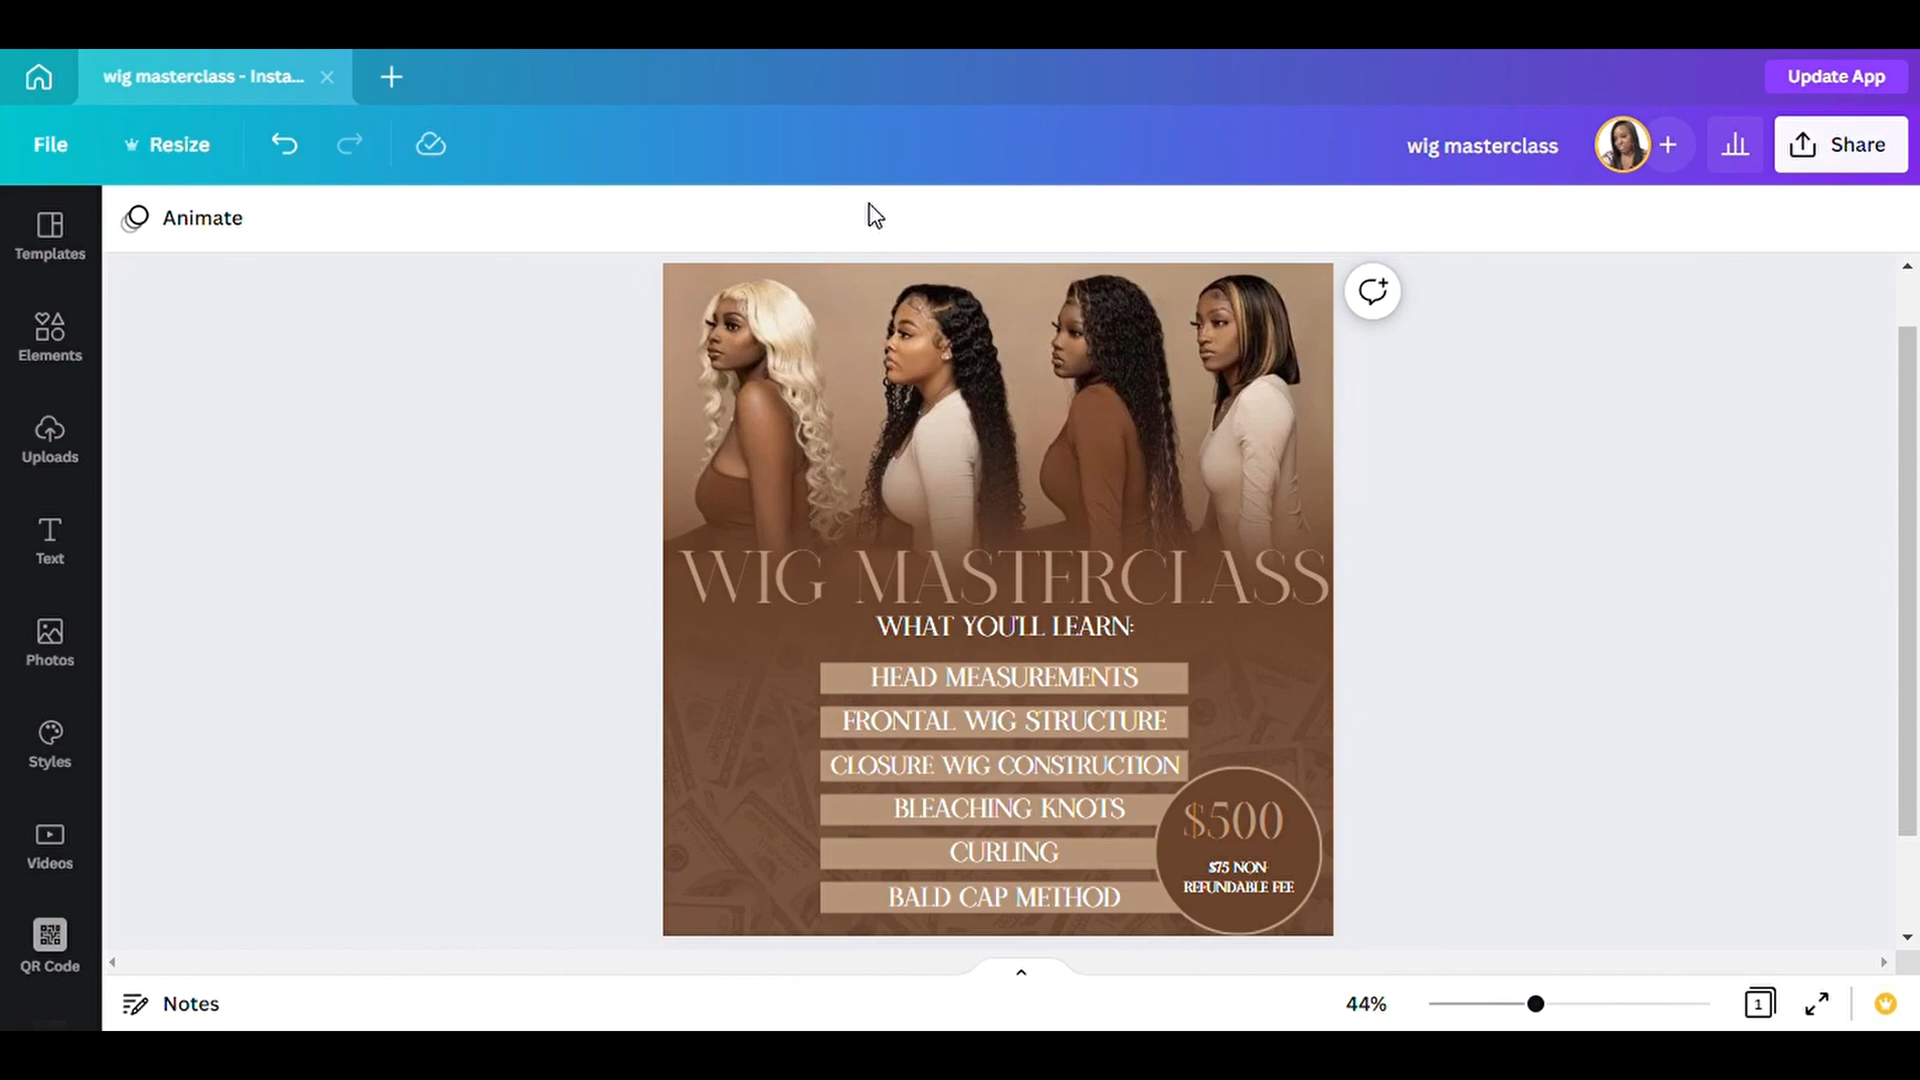 wig masterclass - Insta...
Update App
File
Resize
wig masterclass
Share
Animate
Templates
Elements
Uploads
Text
Photos
Styles
Videos
QR Code
WIG MASTERCLASS
WHAT YOU'LL LEARN:
HEAD MEASUREMENTS
FRONTAL WIG STRUCTURE
CLOSURE WIG CONSTRUCTION
BLEACHING KNOTS
CURLING
BALD CAP METHOD
$500
$75 NON-
REFUNDABLE FEE
Notes
44%
1